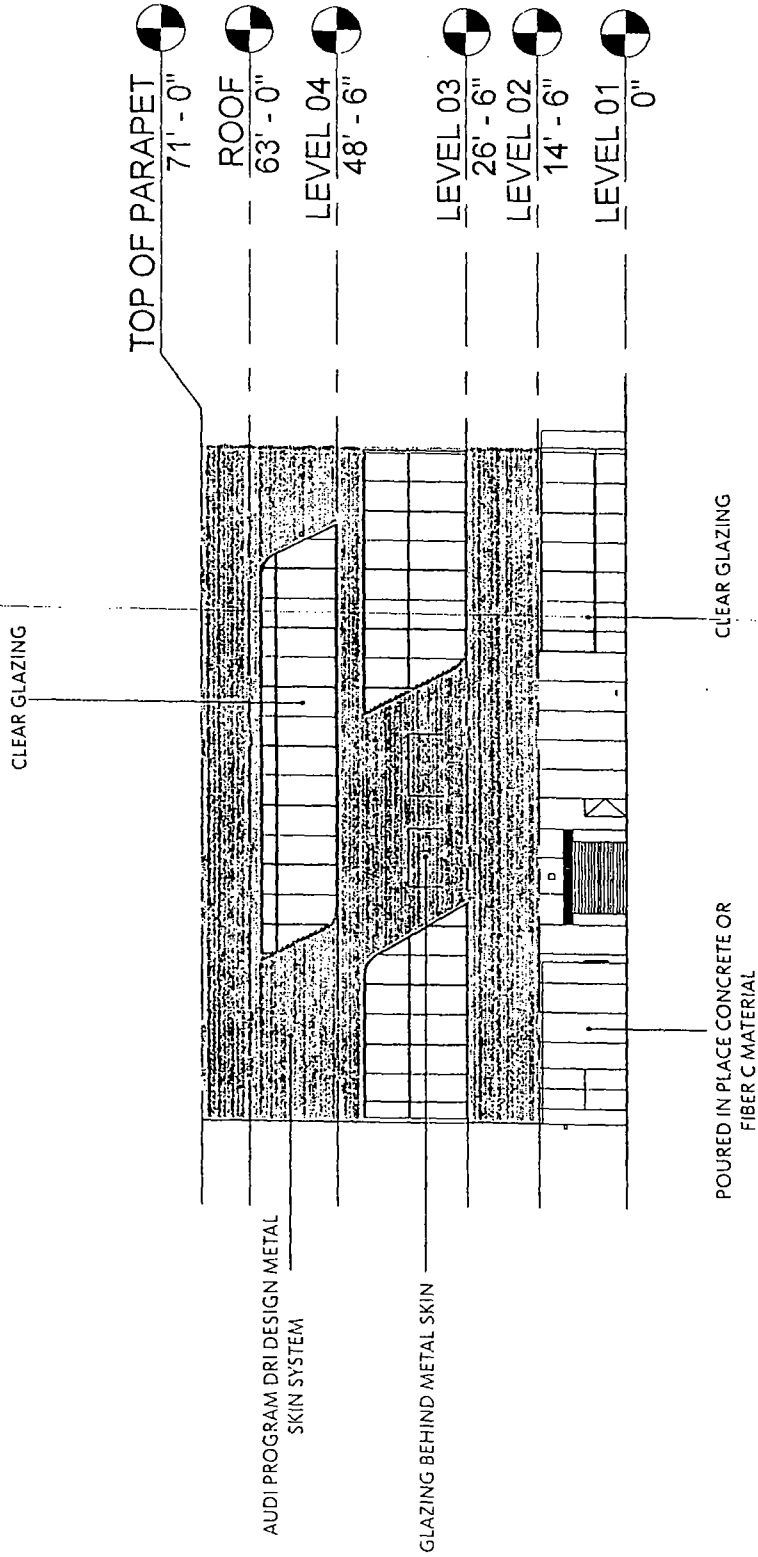 CLEAR GLAZING
TOP OF PARAPET
71' - 0"
ROOF
63' - 0"
LEVEL 04
48' - 6"
LEVEL 03
26' - 6"
LEVEL 02
14' - 6"
LEVEL 01
0"
AUDI PROGRAM DRI DESIGN METAL
SKIN SYSTEM
GLAZING BEHIND METAL SKIN
POURED IN PLACE CONCRETE OR
FIBER C MATERIAL
CLEAR GLAZING